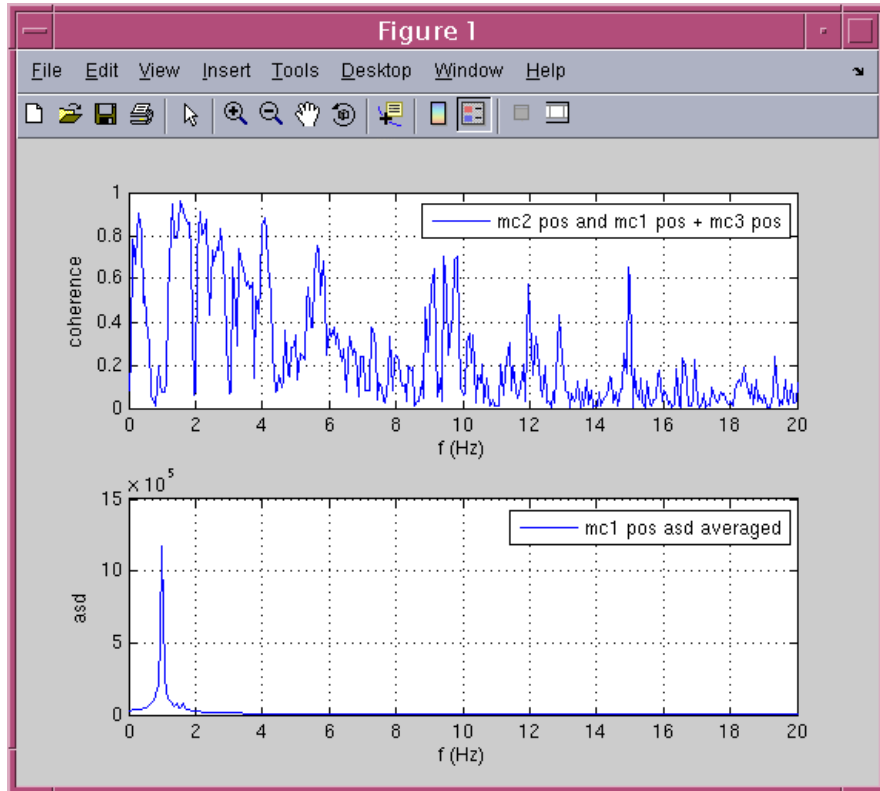 Figure 1
File Edit View Insert Tools Desktop Window Help
1
0.8
0.6
0.4
0.2
0
coherence
mc2 pos and mc1 pos + mc3 pos
0 2 4 6 8 10 12 14 16 18 20
f (Hz)
× 10^5
15
10
5
0
asd
mc1 pos asd averaged
0 2 4 6 8 10 12 14 16 18 20
f (Hz)